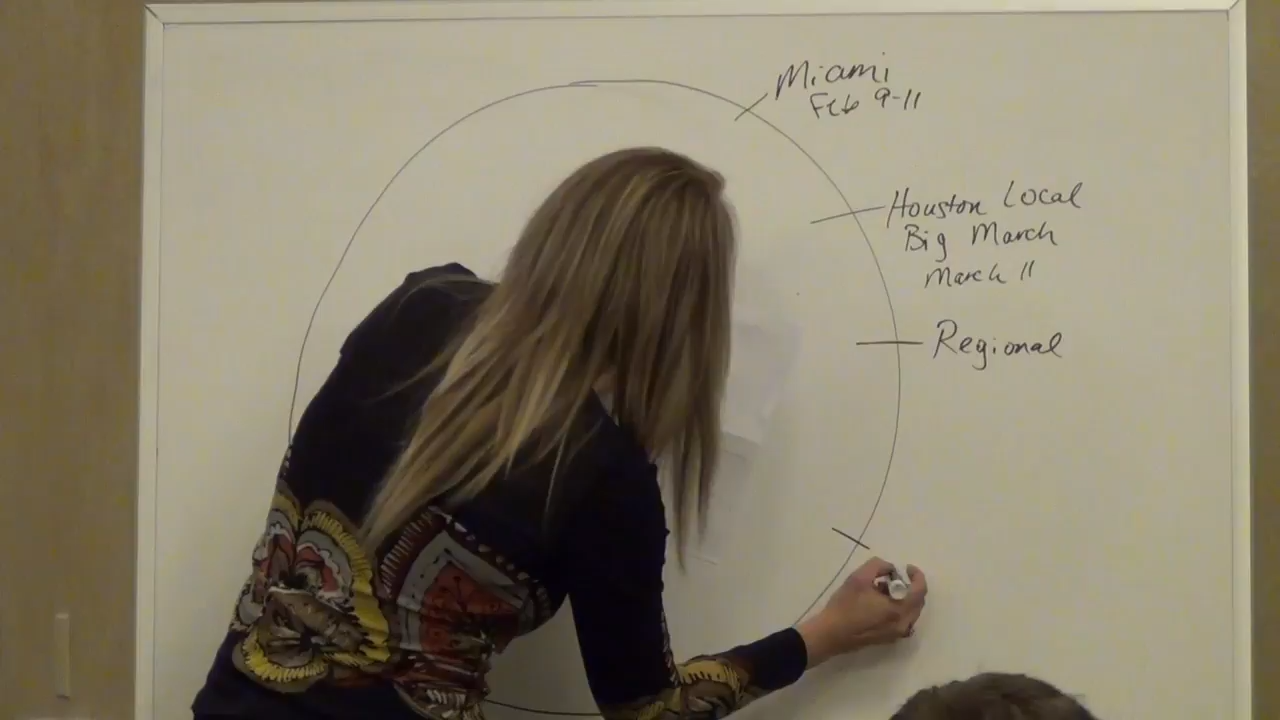 Miami
Feb 9-11
Houston Local
Big March
March 11
Regional